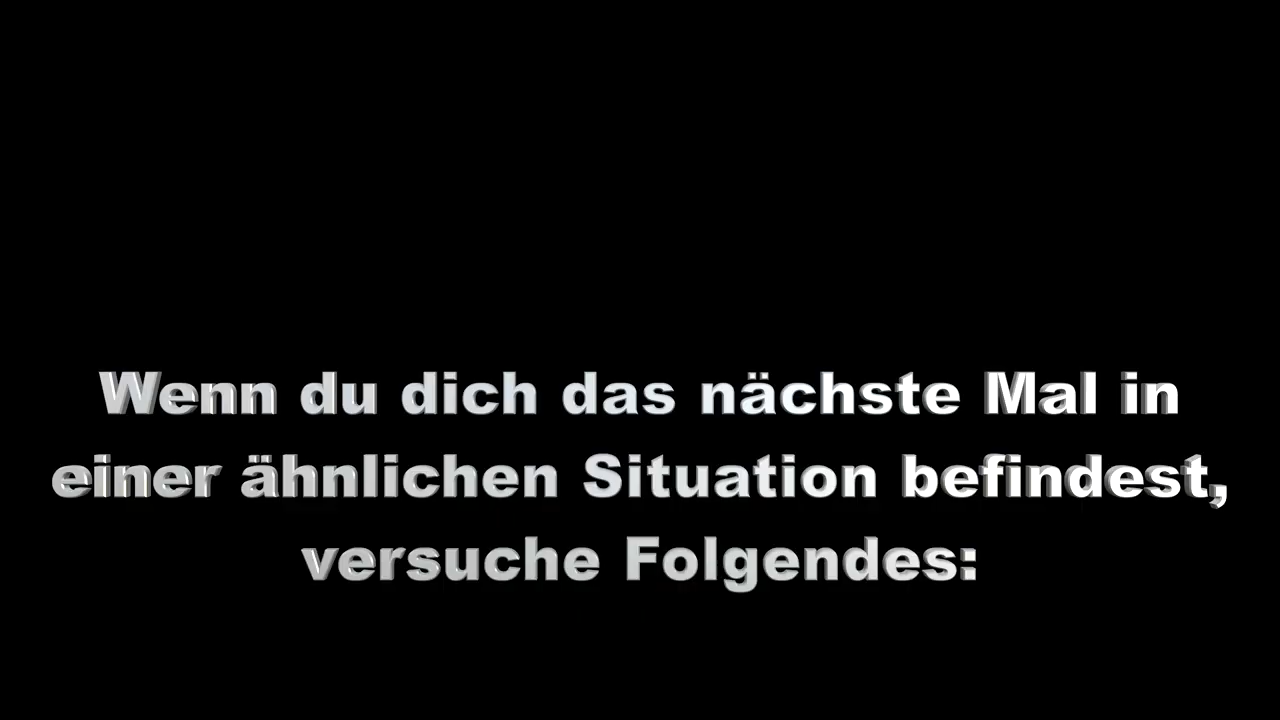 Wenn du dich das nächste Mal in
einer ähnlichen Situation befindest,
versuche Folgendes: